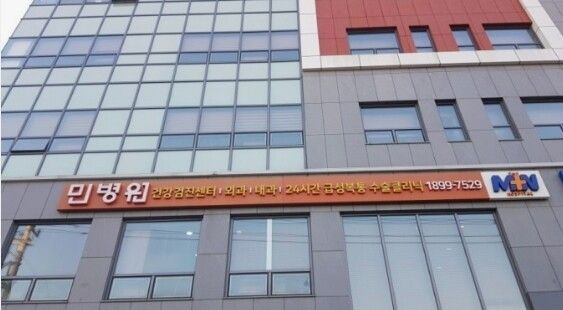 민병원 건강검진센터 | 외과 | 내과 | 24시간 급성복통 수술클리닉 1899-7529
MIN
HOSPITAL